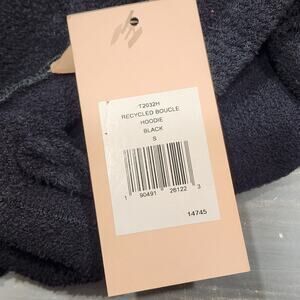 T2032H
RECYCLED BOUCLE
HOODIE
BLACK
S
1 90491 26122 3
14745